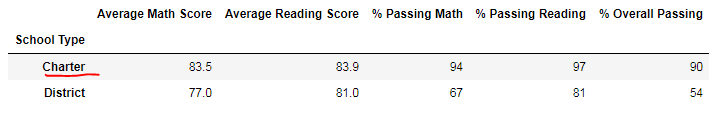 Average Math Score Average Reading Score % Passing Math % Passing Reading % Overall Passing
School Type
Charter 83.5 83.9 94 97 90
District 77.0 81.0 67 81 54